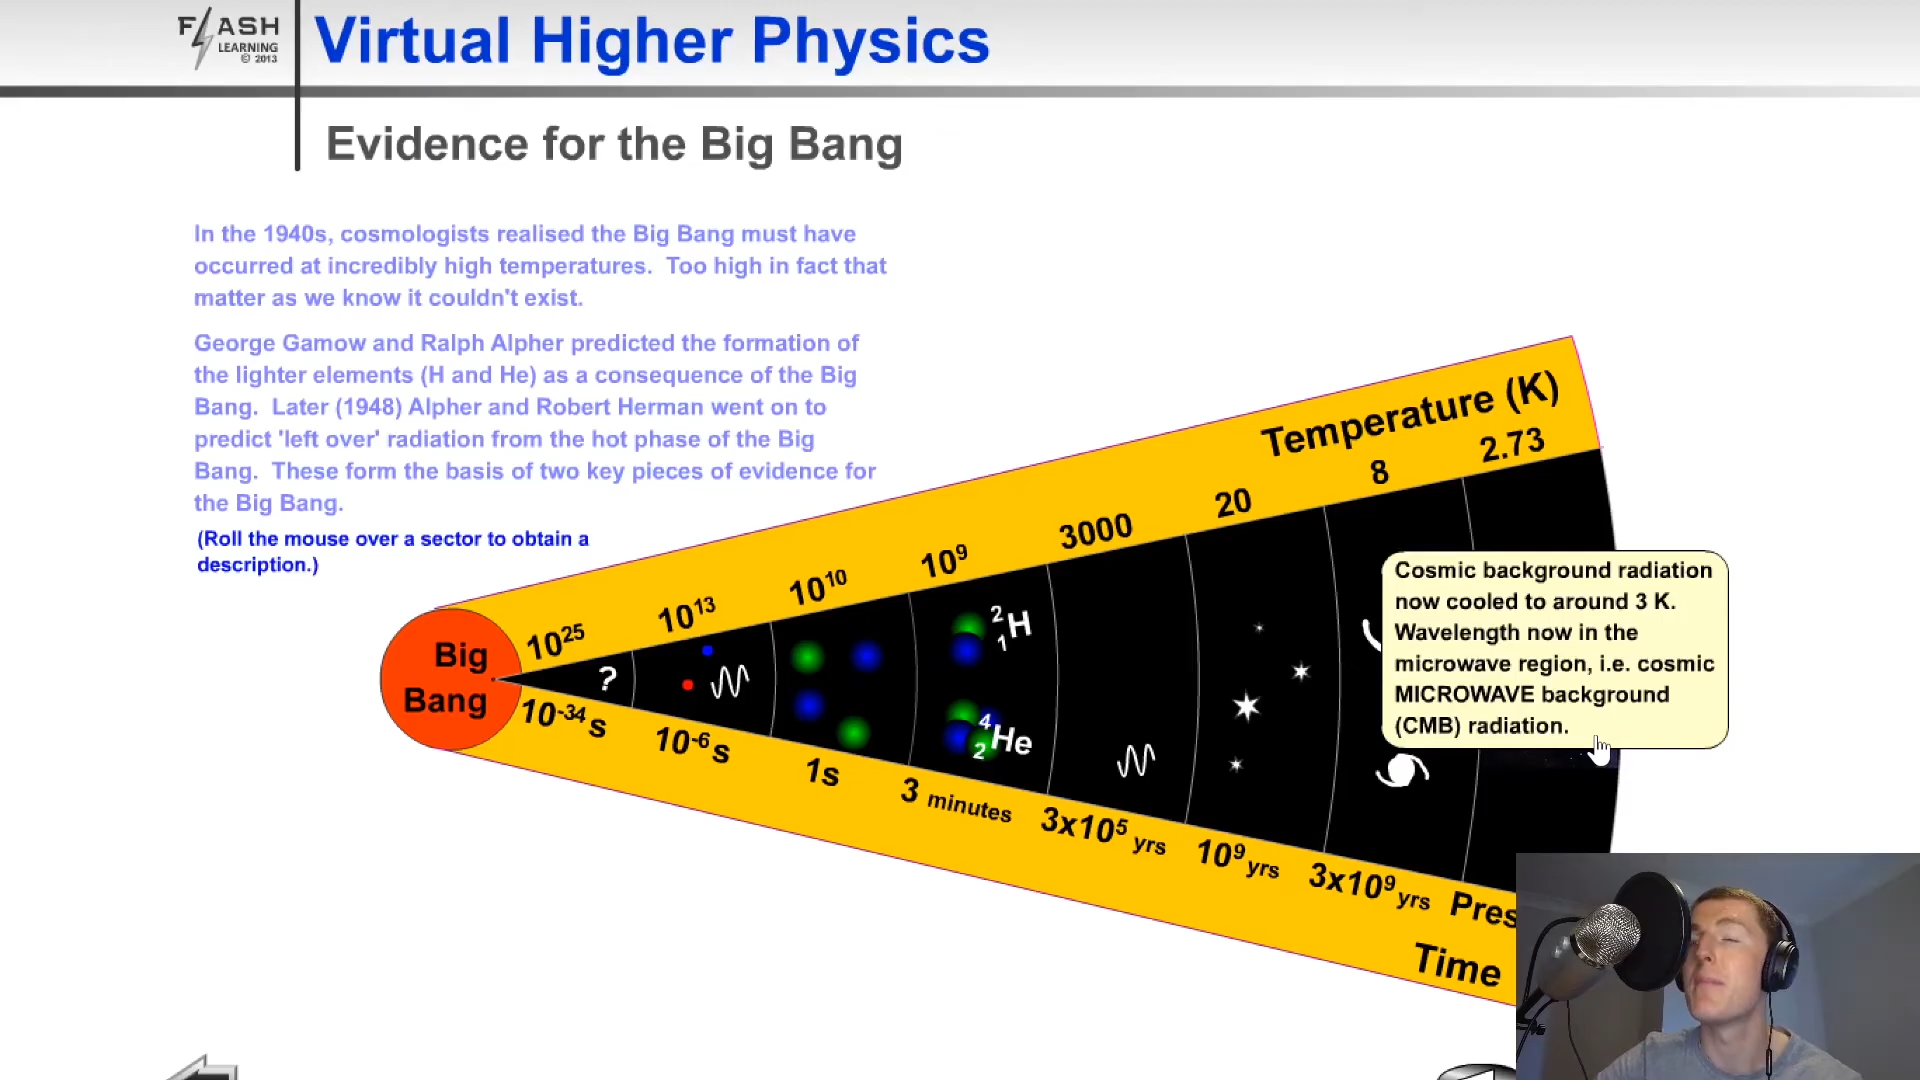 FLASH
LEARNING
© 2013
Virtual Higher Physics
Evidence for the Big Bang
In the 1940s, cosmologists realised the Big Bang must have
occurred at incredibly high temperatures. Too high in fact that
matter as we know it couldn't exist.
George Gamow and Ralph Alpher predicted the formation of
the lighter elements (H and He) as a consequence of the Big
Bang. Later (1948) Alpher and Robert Herman went on to
predict 'left over' radiation from the hot phase of the Big
Bang. These form the basis of two key pieces of evidence for
the Big Bang.
(Roll the mouse over a sector to obtain a
description.)
Temperature (K)
10²⁵
10¹³
10¹⁰
10⁹
3000
20
8
2.73
Big
Bang
?
²₁H
⁴₂He
Cosmic background radiation
now cooled to around 3 K.
Wavelength now in the
microwave region, i.e. cosmic
MICROWAVE background
(CMB) radiation.
10⁻³⁴ s
10⁻⁶ s
1s
3 minutes
3x10⁵ yrs
10⁹ yrs
3x10⁹ yrs
Pres
Time